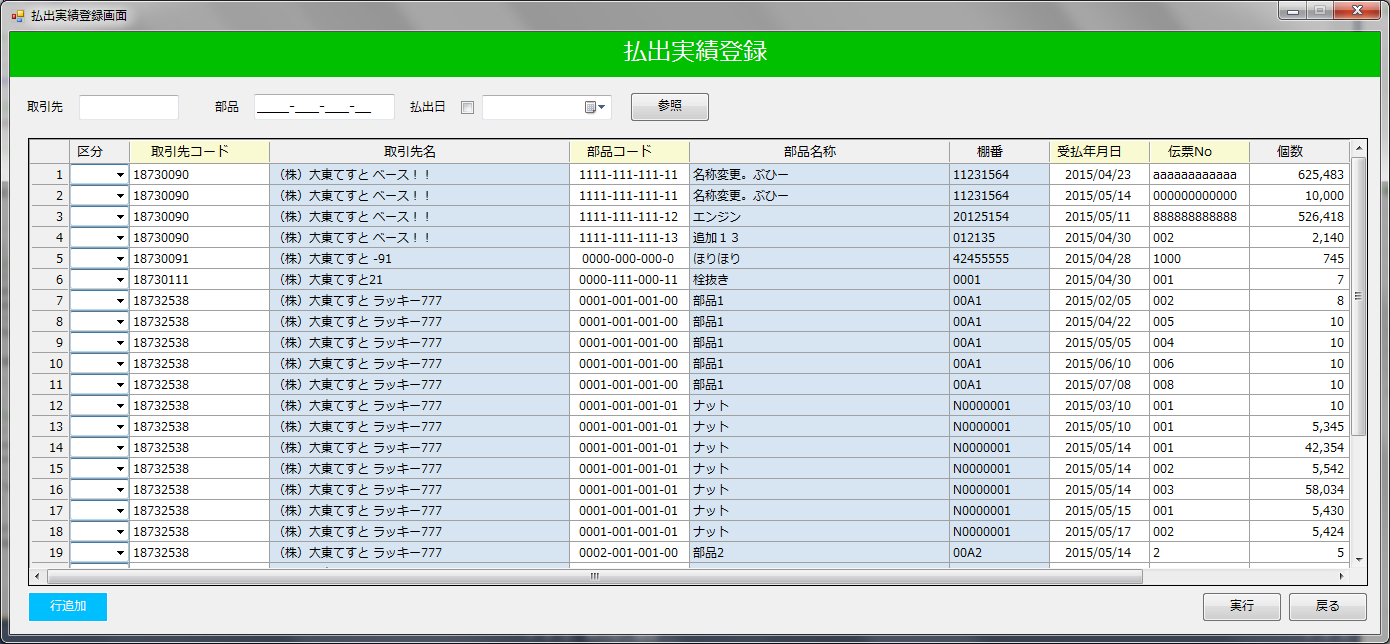 払出実績登録画面
払出実績登録
取引先 部品 _____-___-___-__ 払出日 参照
区分 取引先コード 取引先名 部品コード 部品名称 棚番 受払年月日 伝票No 個数
1 18730090 （株）大東てすと ベース！！ 1111-111-111-11 名称変更。ぶひー 11231564 2015/04/23 aaaaaaaaaaaa 625,483
2 18730090 （株）大東てすと ベース！！ 1111-111-111-11 名称変更。ぶひー 11231564 2015/05/14 000000000000 10,000
3 18730090 （株）大東てすと ベース！！ 1111-111-111-12 エンジン 20125154 2015/05/11 888888888888 526,418
4 18730090 （株）大東てすと ベース！！ 1111-111-111-13 追加１３ 012135 2015/04/30 002 2,140
5 18730091 （株）大東てすと -91 0000-000-000-0 ほりほり 42455555 2015/04/28 1000 745
6 18730111 （株）大東てすと21 0000-111-000-11 栓抜き 0001 2015/04/30 001 7
7 18732538 （株）大東てすと ラッキー777 0001-001-001-00 部品1 00A1 2015/02/05 002 8
8 18732538 （株）大東てすと ラッキー777 0001-001-001-00 部品1 00A1 2015/04/22 005 10
9 18732538 （株）大東てすと ラッキー777 0001-001-001-00 部品1 00A1 2015/05/05 004 10
10 18732538 （株）大東てすと ラッキー777 0001-001-001-00 部品1 00A1 2015/06/10 006 10
11 18732538 （株）大東てすと ラッキー777 0001-001-001-00 部品1 00A1 2015/07/08 008 10
12 18732538 （株）大東てすと ラッキー777 0001-001-001-01 ナット N0000001 2015/03/10 001 10
13 18732538 （株）大東てすと ラッキー777 0001-001-001-01 ナット N0000001 2015/05/10 001 5,345
14 18732538 （株）大東てすと ラッキー777 0001-001-001-01 ナット N0000001 2015/05/14 001 42,354
15 18732538 （株）大東てすと ラッキー777 0001-001-001-01 ナット N0000001 2015/05/14 002 5,542
16 18732538 （株）大東てすと ラッキー777 0001-001-001-01 ナット N0000001 2015/05/14 003 58,034
17 18732538 （株）大東てすと ラッキー777 0001-001-001-01 ナット N0000001 2015/05/15 001 5,430
18 18732538 （株）大東てすと ラッキー777 0001-001-001-01 ナット N0000001 2015/05/17 002 5,424
19 18732538 （株）大東てすと ラッキー777 0002-001-001-00 部品2 00A2 2015/05/14 2 5
行追加 実行 戻る